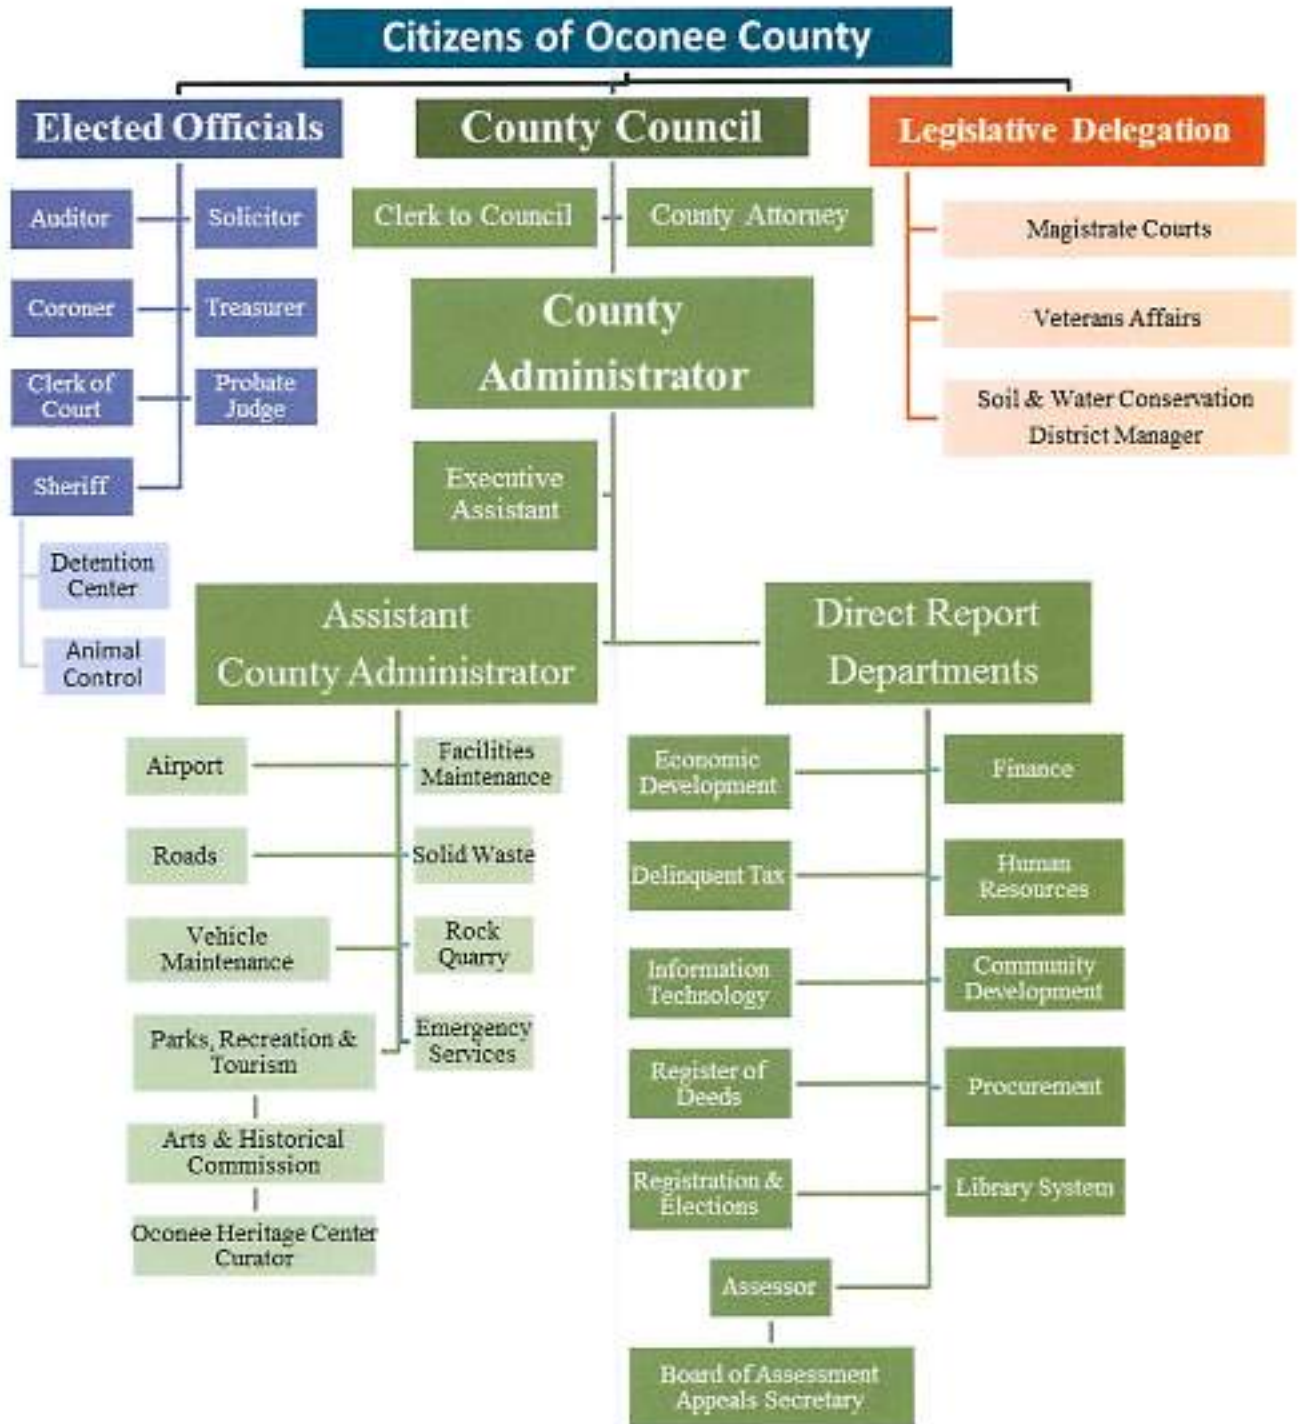 Citizens of Oconee County
Elected Officials
County Council
Legislative Delegation
Auditor
Solicitor
Coroner
Treasurer
Clerk of
Court
Probate
Judge
Sheriff
Detention
Center
Animal
Control
Clerk to Council
County Attorney
County
Administrator
Executive
Assistant
Magistrate Courts
Veterans Affairs
Soil & Water Conservation
District Manager
Assistant
County Administrator
Direct Report
Departments
Airport
Facilities
Maintenance
Roads
Solid Waste
Vehicle
Maintenance
Rock
Quarry
Parks, Recreation &
Tourism
Emergency
Services
Arts & Historical
Commission
Oconee Heritage Center
Curator
Economic
Development
Finance
Delinquent Tax
Human
Resources
Information
Technology
Community
Development
Register of
Deeds
Procurement
Registration &
Elections
Library System
Assessor
Board of Assessment
Appeals Secretary